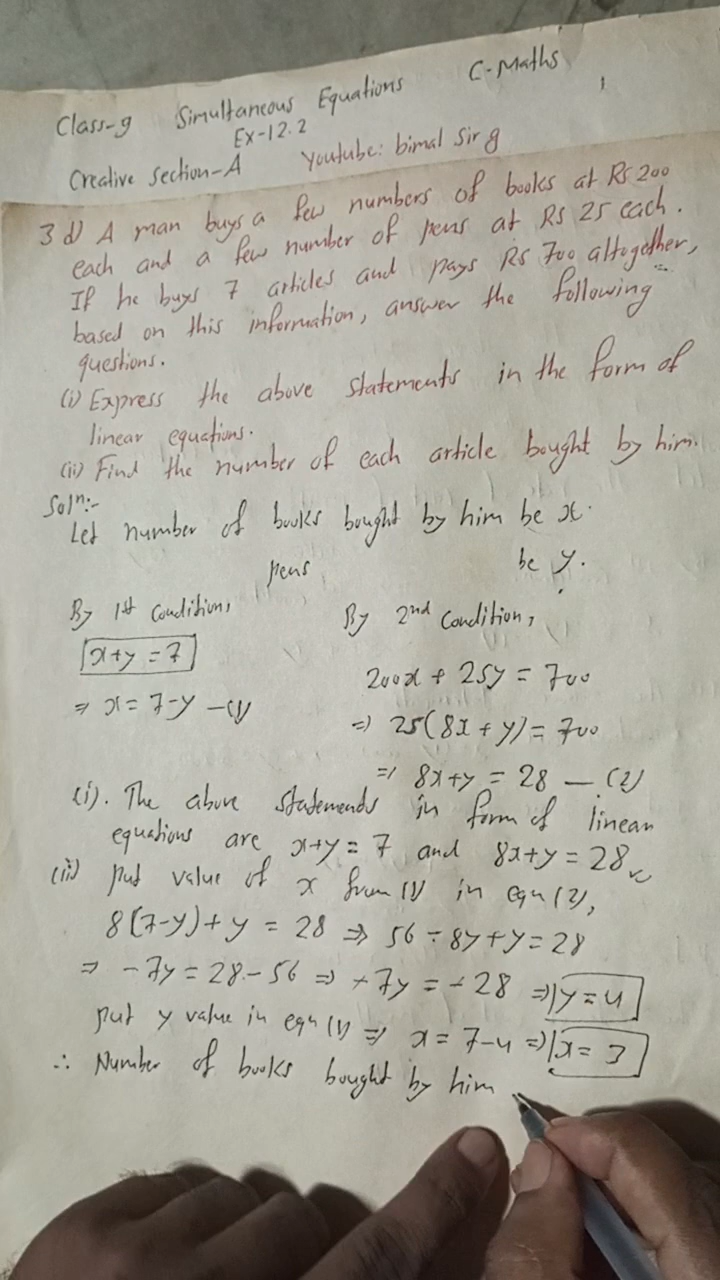 Class-9 Simultaneous Equations C-Maths
Ex-12.2
Creative Section-A Youtube: bimal Sir g
3 d) A man buys a few numbers of books at Rs 200
each and a few number of pens at Rs 25 each.
If he buys 7 articles and pays Rs 700 altogether,
based on this information, answer the following
questions.
(i) Express the above statements in the form of
linear equations.
(ii) Find the number of each article bought by him.
Solⁿ:-
Let number of books bought by him be x.
pens be y.
By 1st Condition, By 2nd Condition,
x+y = 7 200x + 25y = 700
⇒ x = 7-y —(1) ⇒ 25(8x + y) = 700
⇒ 8x+y = 28 —(2)
(i). The above statements in form of linear
equations are x+y = 7 and 8x+y = 28
(ii) put value of x from (1) in eqn (2),
8(7-y) + y = 28 ⇒ 56 - 8y + y = 28
⇒ -7y = 28-56 ⇒ -7y = -28 ⇒ y = 4
put y value in eqn (1) ⇒ x = 7-4 ⇒ x = 3
∴ Number of books bought by him